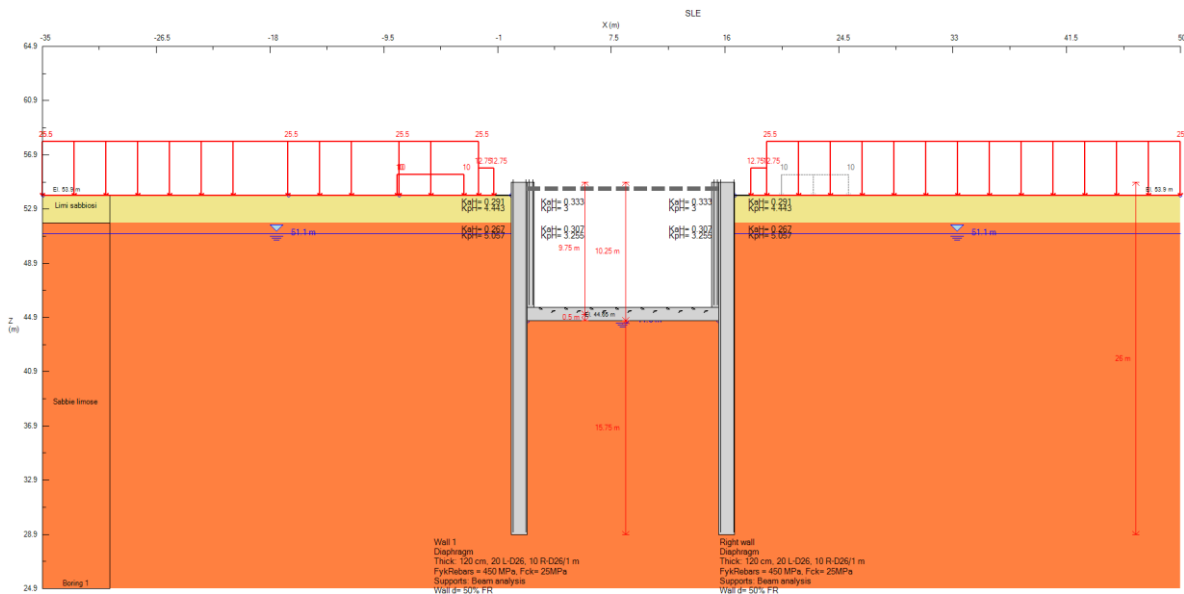 SLE
X (m)
-35 -26.5 -18 -9.5 -1 7.5 16 24.5 33 41.5 50
64.9
60.9
56.9
52.9
48.9
44.9
40.9
36.9
32.9
28.9
24.9
Z
(m)
25.5 25.5 25.5 25.5 25.5 25.5
12.75 12.75 12.75 12.75
10 10 10 10
El. 53.9 m
El. 53.9 m
Limi sabbiosi
KaH= 0.291 KaH= 0.333 KaH= 0.333 KaH= 0.291
KpH= 4.443 KpH= 3 KpH= 3 KpH= 4.443
KaH= 0.267 KaH= 0.307 KaH= 0.307 KaH= 0.267
KpH= 5.057 KpH= 3.255 KpH= 3.255 KpH= 5.057
51.1 m 51.1 m
9.75 m 10.25 m
0.5 m El. 44.65 m
25 m
Sabbie limose
15.75 m
Boring 1
Wall 1
Diaphragm
Thick: 120 cm, 20 L-D26, 10 R-D26/1 m
FykRebars = 450 MPa, Fck= 25MPa
Supports: Beam analysis
Wall d= 50% FR
Right wall
Diaphragm
Thick: 120 cm, 20 L-D26, 10 R-D26/1 m
FykRebars = 450 MPa, Fck= 25MPa
Supports: Beam analysis
Wall d= 50% FR